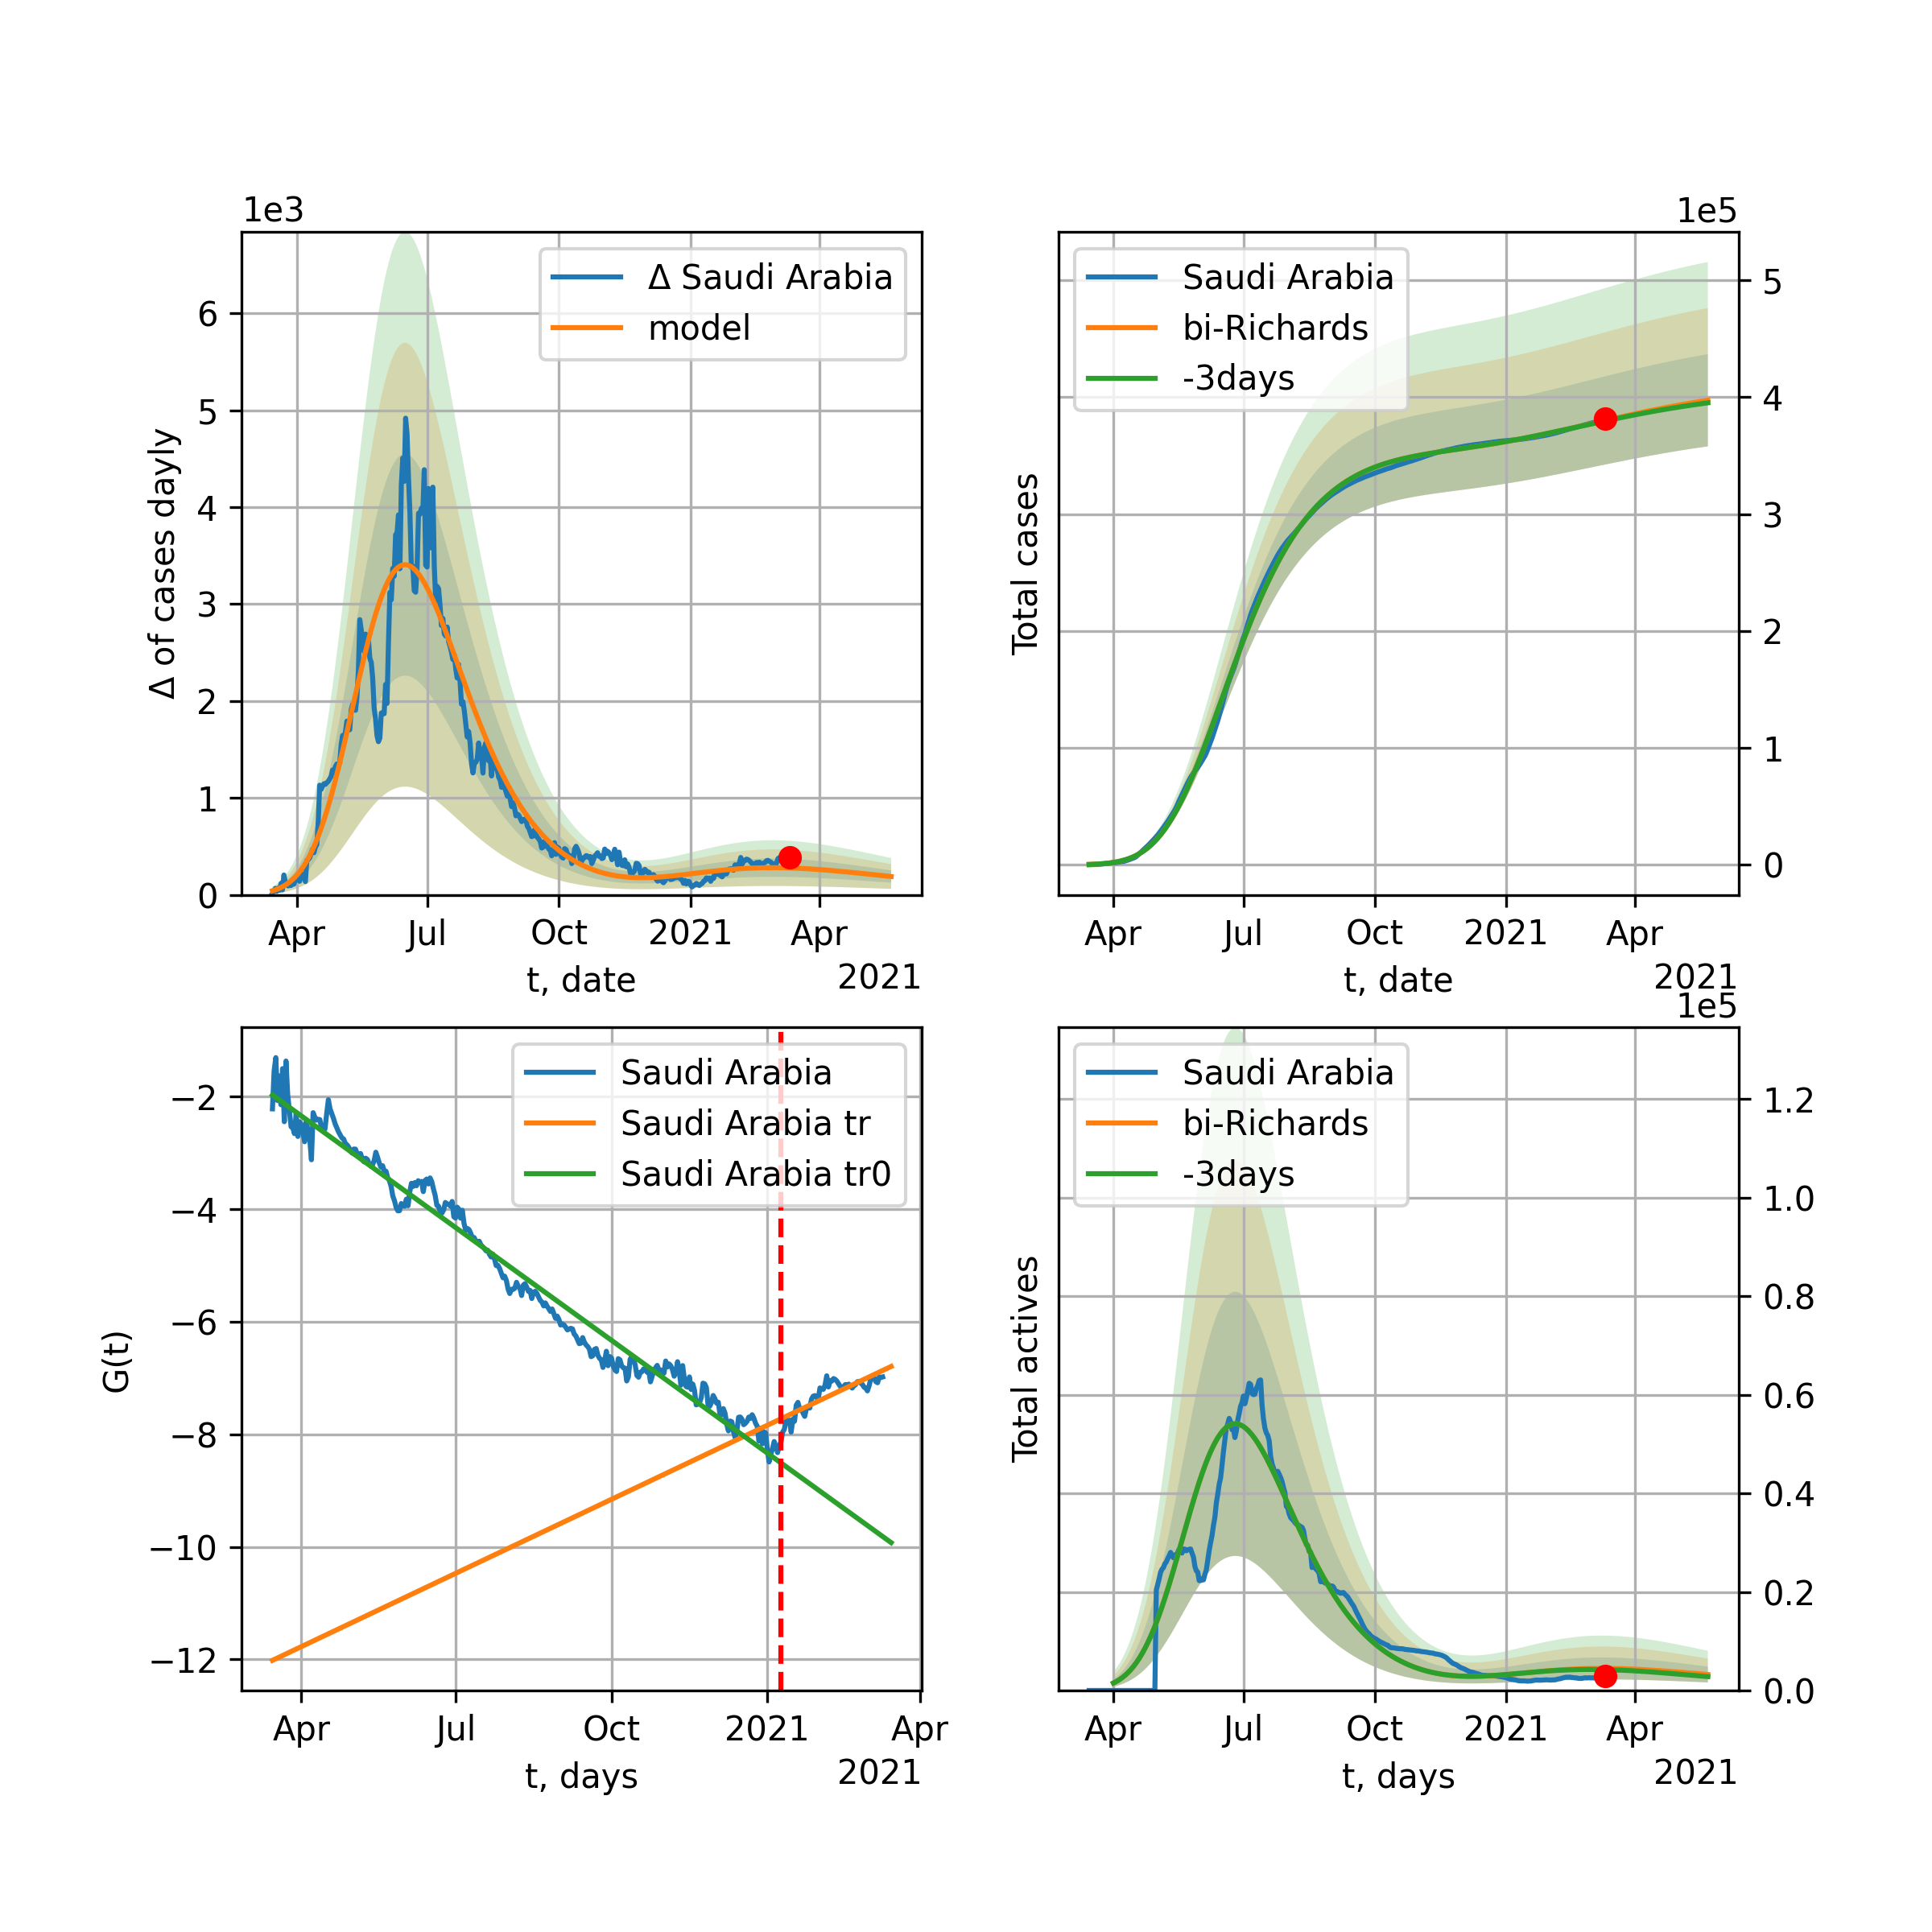 1e3
Δ of cases dayly
6
5
4
3
2
1
0
Δ Saudi Arabia
model
Apr
Jul
Oct
2021
Apr
t, date
2021
1e5
Total cases
Saudi Arabia
bi-Richards
-3days
5
4
3
2
1
0
Apr
Jul
Oct
2021
Apr
t, date
2021
G(t)
−2
−4
−6
−8
−10
−12
Saudi Arabia
Saudi Arabia tr
Saudi Arabia tr0
Apr
Jul
Oct
2021
Apr
t, days
2021
1e5
Total actives
Saudi Arabia
bi-Richards
-3days
1.2
1.0
0.8
0.6
0.4
0.2
0.0
Apr
Jul
Oct
2021
Apr
t, days
2021